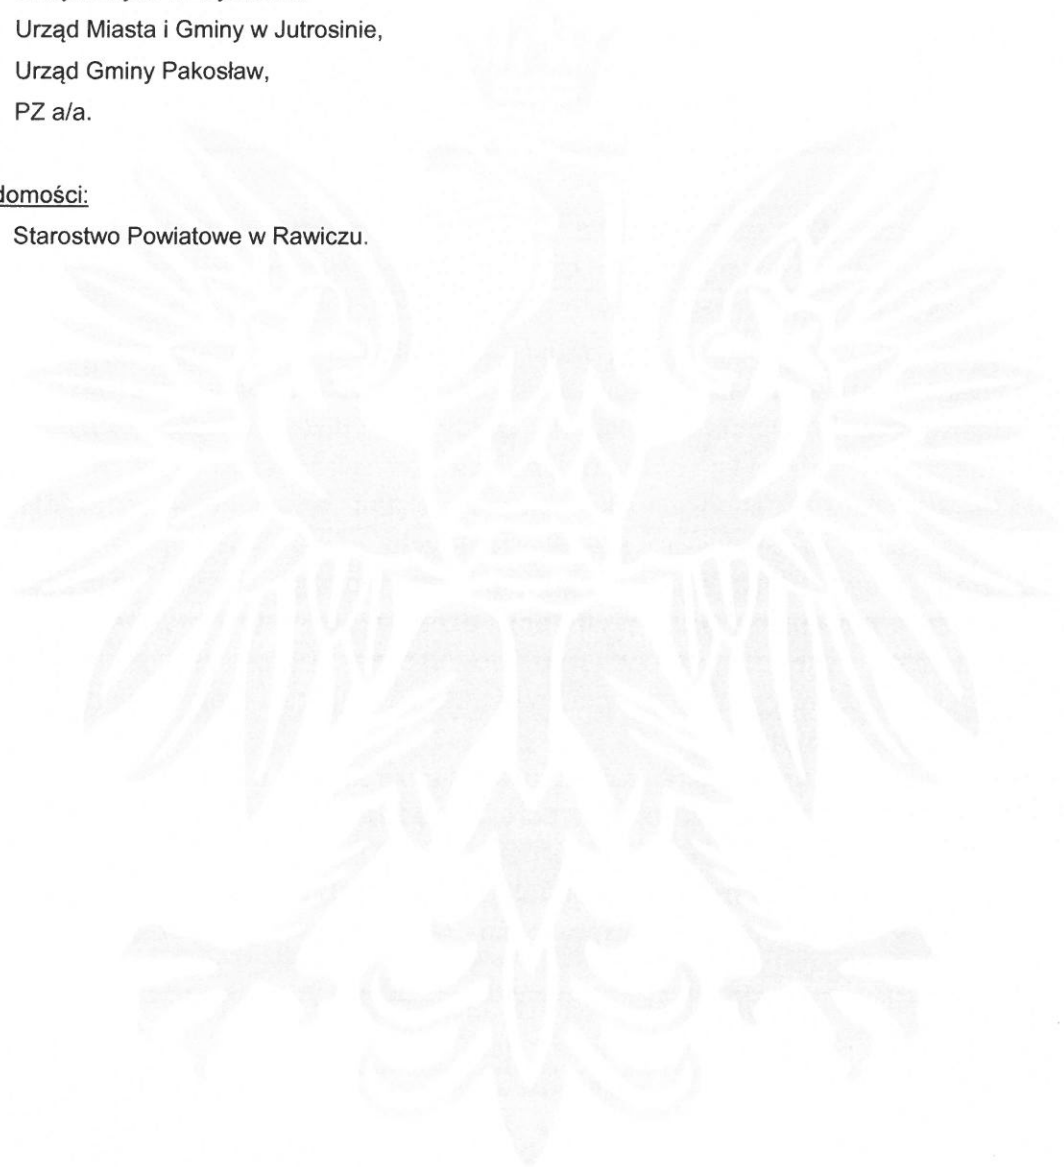 Urząd Miasta i Gminy w Jutrosinie,
Urząd Gminy Pakosław,
PZ a/a.
domości:
Starostwo Powiatowe w Rawiczu.